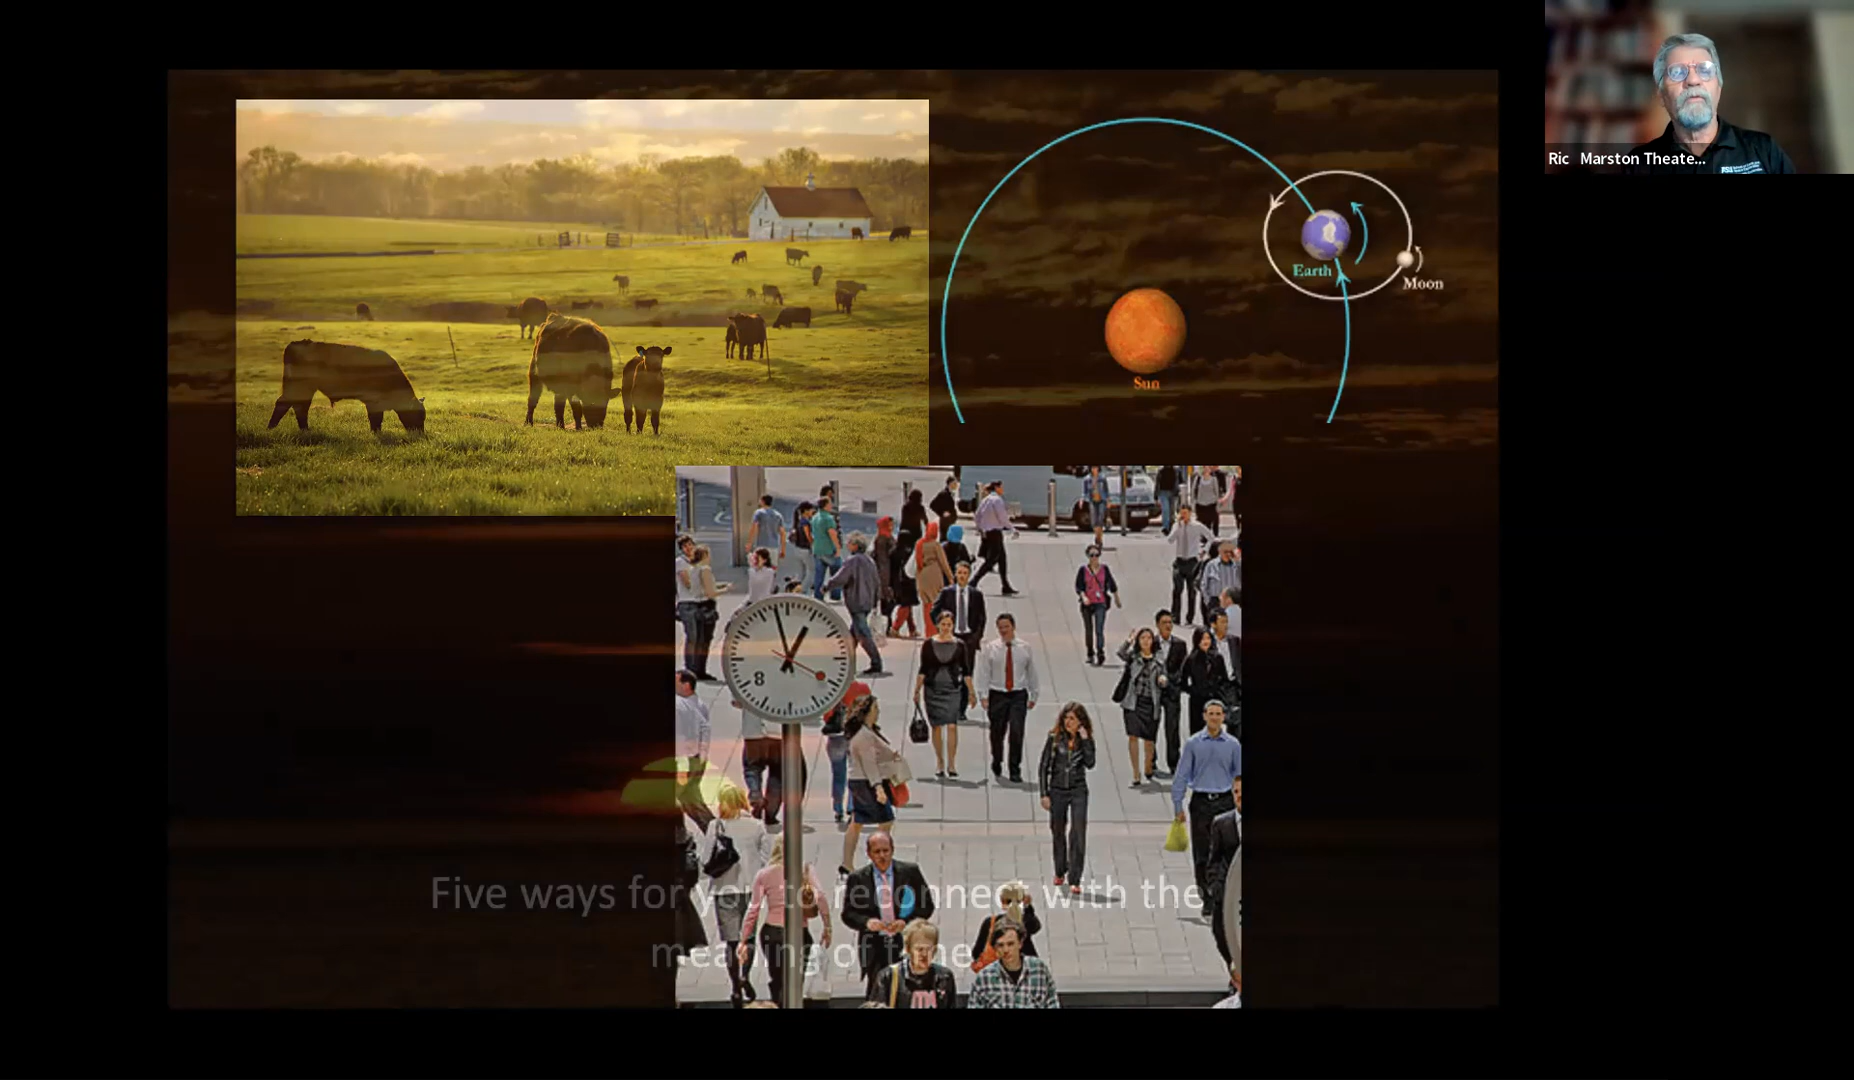 Earth
Moon
Sun
Ric Marston Theate...
8
Five ways for you to reconnect with the
meaning of time